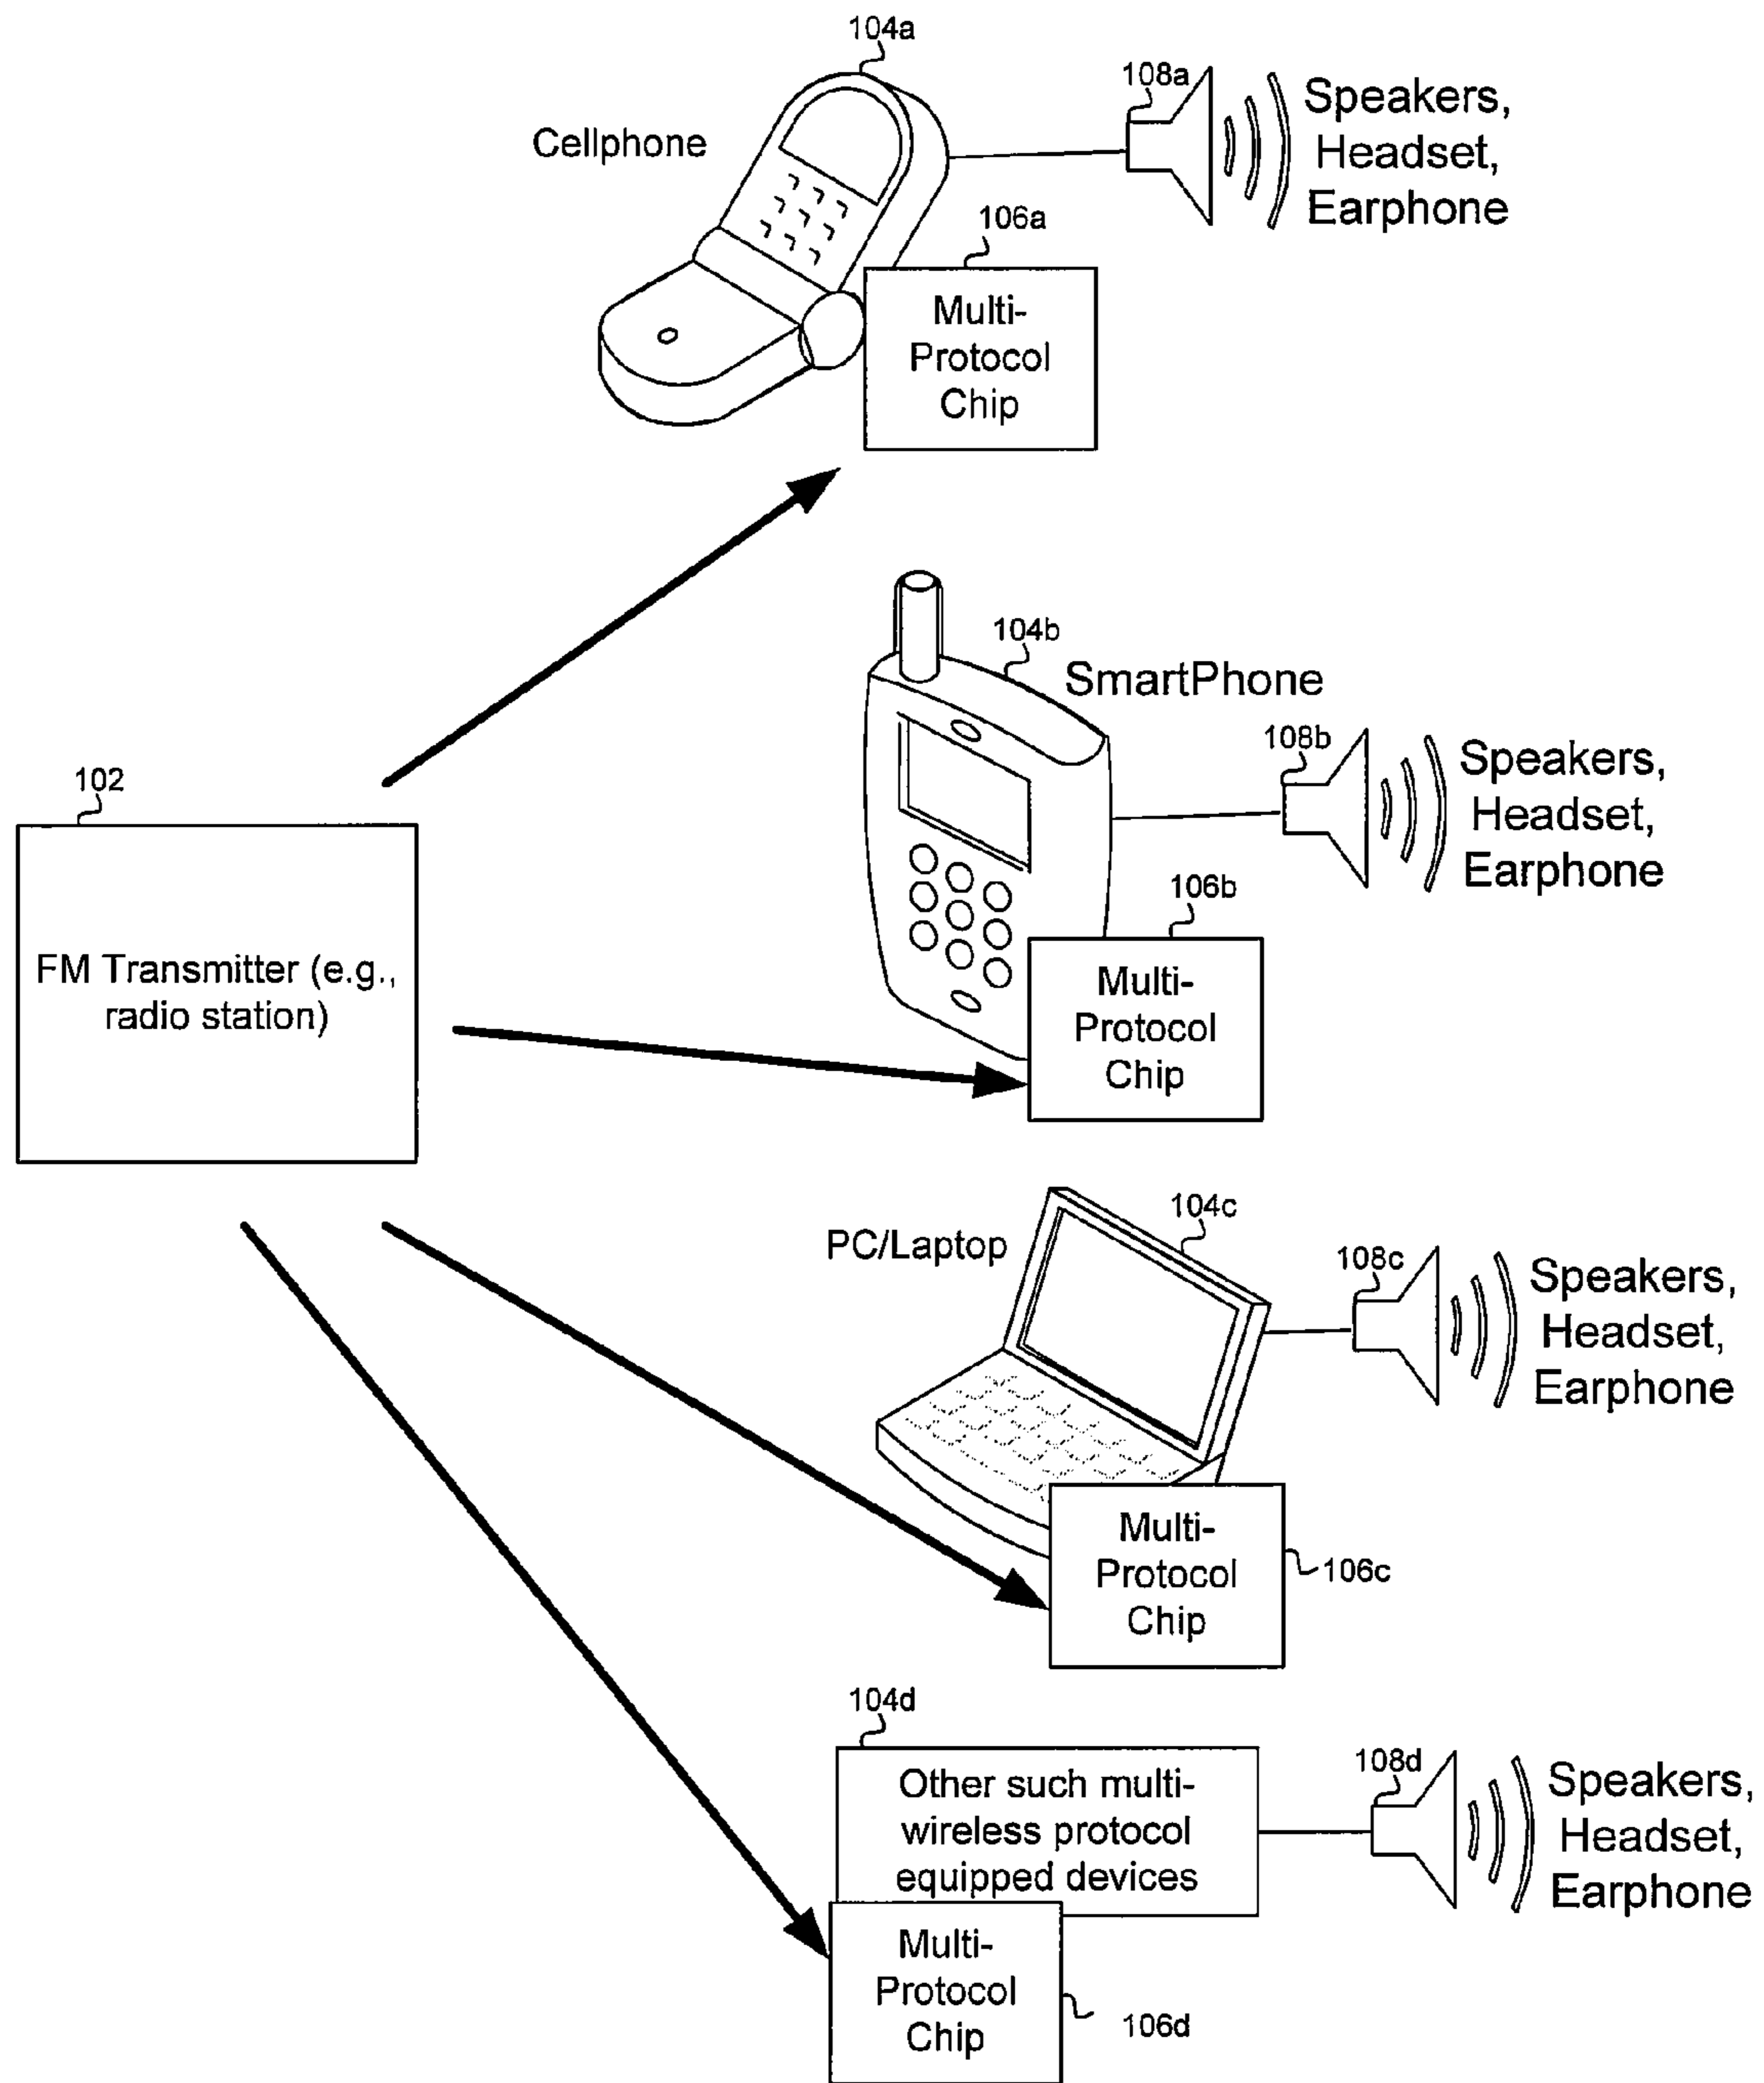 104a
108a
Speakers,
Headset,
Earphone
Cellphone
106a
Multi-
Protocol
Chip
104b
SmartPhone
108b
Speakers,
Headset,
Earphone
102
FM Transmitter (e.g.,
radio station)
106b
Multi-
Protocol
Chip
104c
PC/Laptop
108c
Speakers,
Headset,
Earphone
Multi-
Protocol
Chip
106c
104d
Other such multi-
wireless protocol
equipped devices
108d
Speakers,
Headset,
Earphone
Multi-
Protocol
Chip
106d